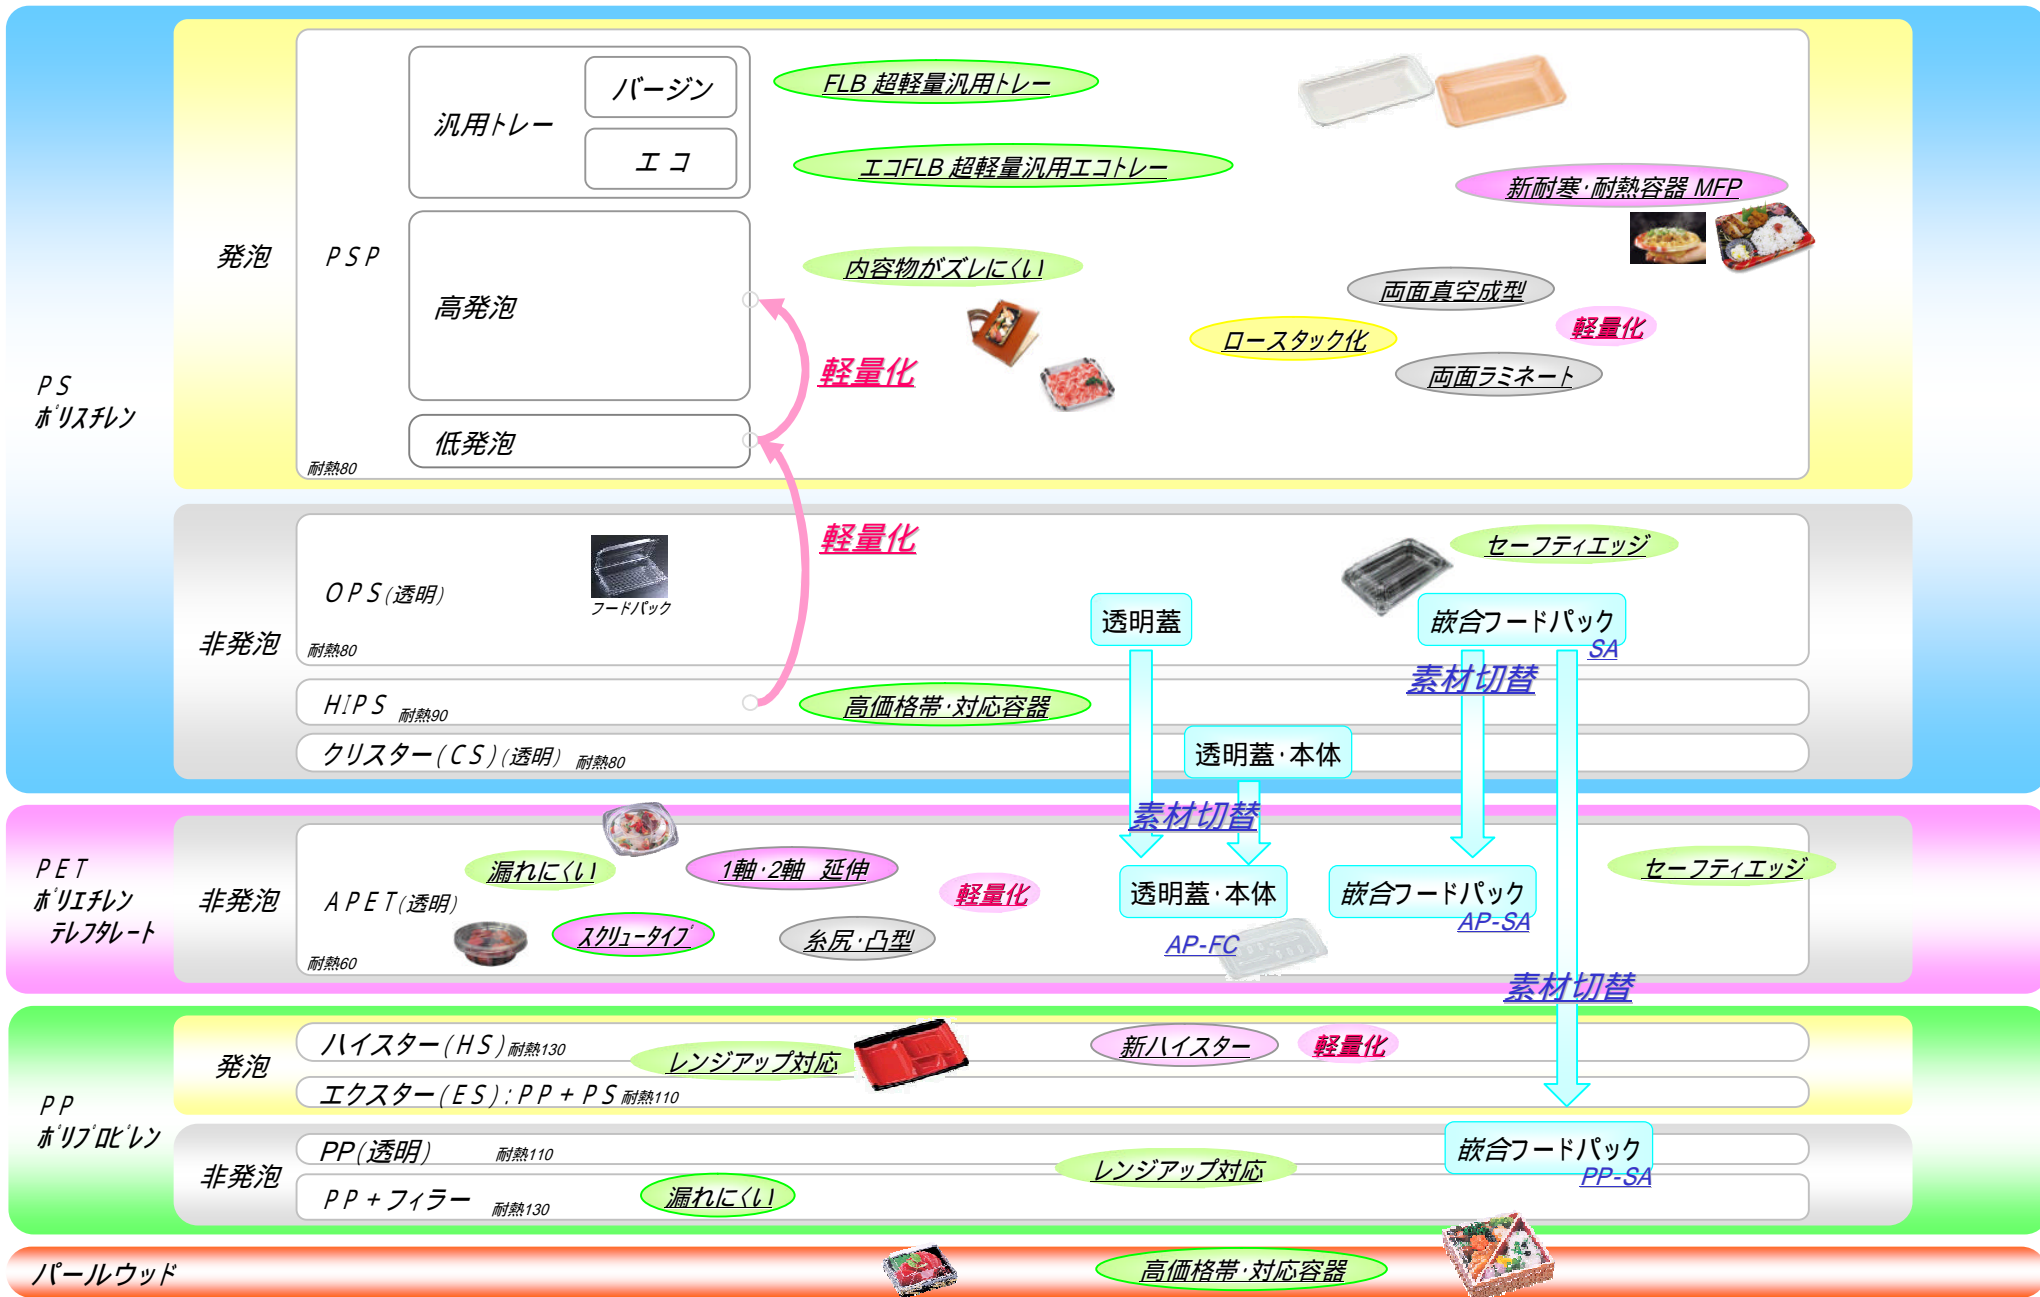 PS
ポリスチレン
発泡
PSP
耐熱80
汎用トレー
バージン
エコ
高発泡
低発泡
FLB 超軽量汎用トレー
エコFLB 超軽量汎用エコトレー
新耐寒・耐熱容器 MFP
内容物がズレにくい
両面真空成型
ロースタック化
軽量化
両面ラミネート
軽量化
軽量化
非発泡
OPS(透明)
耐熱80
フードパック
セーフティエッジ
透明蓋
嵌合フードパック
SA
素材切替
HIPS 耐熱90
高価格帯・対応容器
クリスター(CS)(透明) 耐熱80
透明蓋・本体
素材切替
PET
ポリエチレン
テレフタレート
非発泡
APET(透明)
耐熱60
漏れにくい
1軸・2軸 延伸
軽量化
スクリュータイプ
糸尻・凸型
透明蓋・本体
AP-FC
嵌合フードパック
AP-SA
セーフティエッジ
素材切替
PP
ポリプロピレン
発泡
ハイスター(HS)耐熱130
レンジアップ対応
新ハイスター
軽量化
エクスター(ES):PP+PS 耐熱110
非発泡
PP(透明) 耐熱110
レンジアップ対応
嵌合フードパック
PP-SA
PP+フィラー 耐熱130
漏れにくい
パールウッド
高価格帯・対応容器